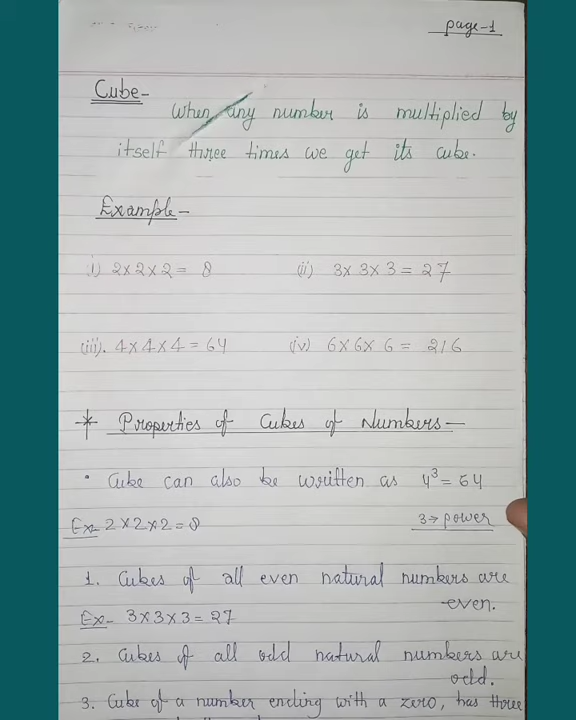 page-1
Cube-
When any number is multiplied by
itself three times we get its cube.
Example-
i) 2×2×2= 8
(ii) 3×3×3=27
(iii). 4×4×4=64
(iv) 6×6×6= 216
* Properties of Cubes of Numbers-
• Cube can also be written as 4³=64
Ex- 2×2×2=8
3→power
1. Cubes of all even natural numbers are
even.
Ex- 3×3×3=27
2. Cubes of all odd natural numbers are
odd.
3. Cube of a number ending with a zero, has three